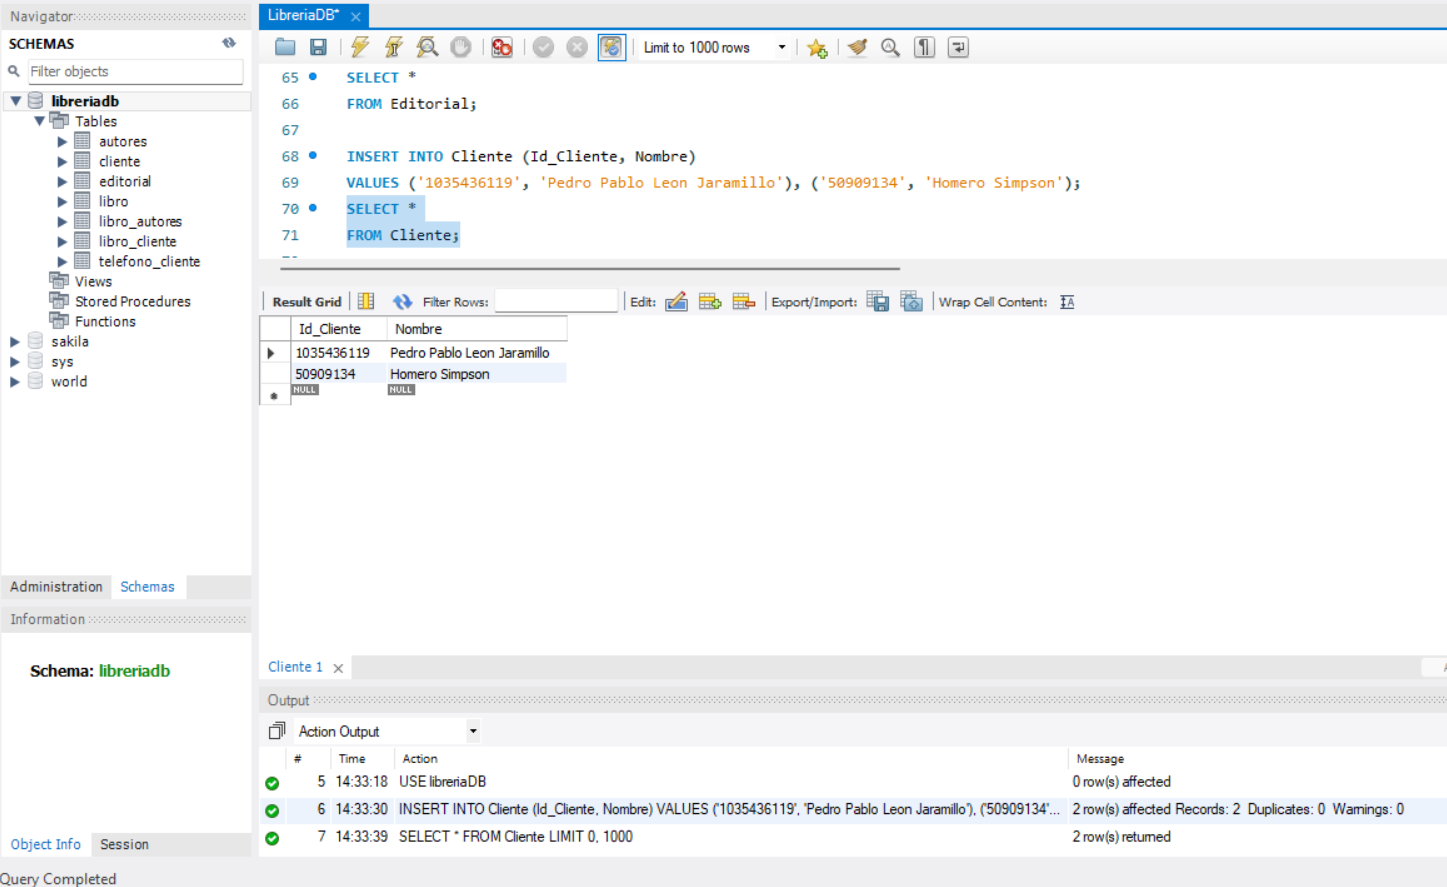 Navigator
SCHEMAS
Filter objects
libreriadb
Tables
autores
cliente
editorial
libro
libro_autores
libro_cliente
telefono_cliente
Views
Stored Procedures
Functions
sakila
sys
world
Administration Schemas
Information
Schema: libreriadb
Object Info Session
Query Completed
LibreriaDB*
Limit to 1000 rows
65 SELECT *
66 FROM Editorial;
67
68 INSERT INTO Cliente (Id_Cliente, Nombre)
69 VALUES ('1035436119', 'Pedro Pablo Leon Jaramillo'), ('50909134', 'Homero Simpson');
70 SELECT *
71 FROM Cliente;
Result Grid Filter Rows: Edit: Export/Import: Wrap Cell Content:
Id_Cliente Nombre
1035436119 Pedro Pablo Leon Jaramillo
50909134 Homero Simpson
NULL NULL
Cliente 1
Output
Action Output
# Time Action Message
5 14:33:18 USE libreriaDB 0 row(s) affected
6 14:33:30 INSERT INTO Cliente (Id_Cliente, Nombre) VALUES ('1035436119', 'Pedro Pablo Leon Jaramillo'), ('50909134'... 2 row(s) affected Records: 2 Duplicates: 0 Warnings: 0
7 14:33:39 SELECT * FROM Cliente LIMIT 0, 1000 2 row(s) returned